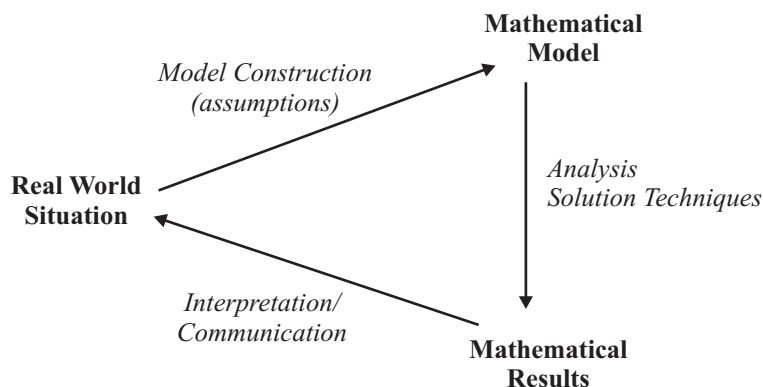 Mathematical
Model
Model Construction
(assumptions)
Real World
Situation
Analysis
Solution Techniques
Interpretation/
Communication
Mathematical
Results